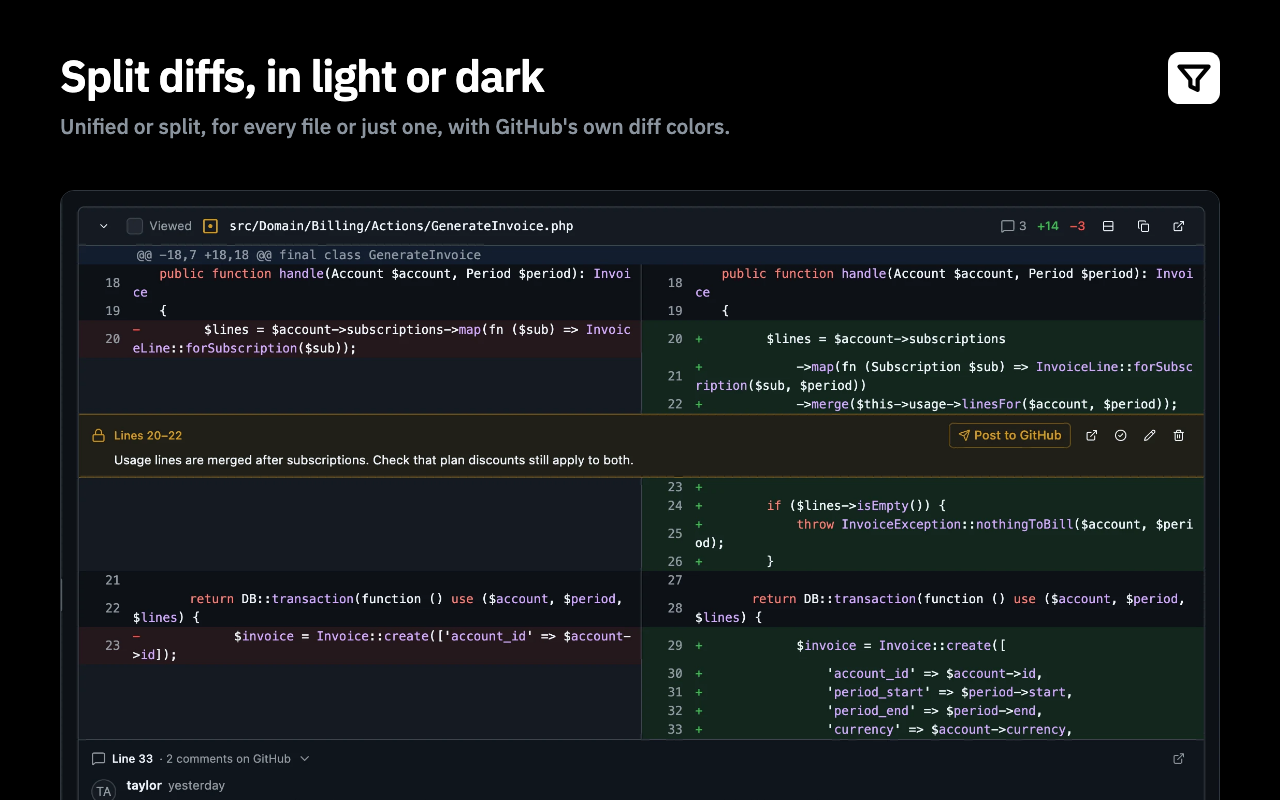 Split diffs, in light or dark
Unified or split, for every file or just one, with GitHub's own diff colors.
Viewed src/Domain/Billing/Actions/GenerateInvoice.php 3 +14 −3
@@ −18,7 +18,18 @@ final class GenerateInvoice
18 public function handle(Account $account, Period $period): Invoi
ce
19 {
20 − $lines = $account->subscriptions->map(fn ($sub) => Invoic
eLine::forSubscription($sub));
18 public function handle(Account $account, Period $period): Invoi
ce
19 {
20 + $lines = $account->subscriptions
21 + ->map(fn (Subscription $sub) => InvoiceLine::forSubsc
ription($sub, $period))
22 + ->merge($this->usage->linesFor($account, $period));
Lines 20–22 Post to GitHub
Usage lines are merged after subscriptions. Check that plan discounts still apply to both.
23 +
24 + if ($lines->isEmpty()) {
25 + throw InvoiceException::nothingToBill($account, $peri
od);
26 + }
21
22 return DB::transaction(function () use ($account, $period,
$lines) {
23 − $invoice = Invoice::create(['account_id' => $account-
>id]);
27
28 return DB::transaction(function () use ($account, $period,
$lines) {
29 + $invoice = Invoice::create([
30 + 'account_id' => $account->id,
31 + 'period_start' => $period->start,
32 + 'period_end' => $period->end,
33 + 'currency' => $account->currency,
Line 33 · 2 comments on GitHub
TA taylor yesterday